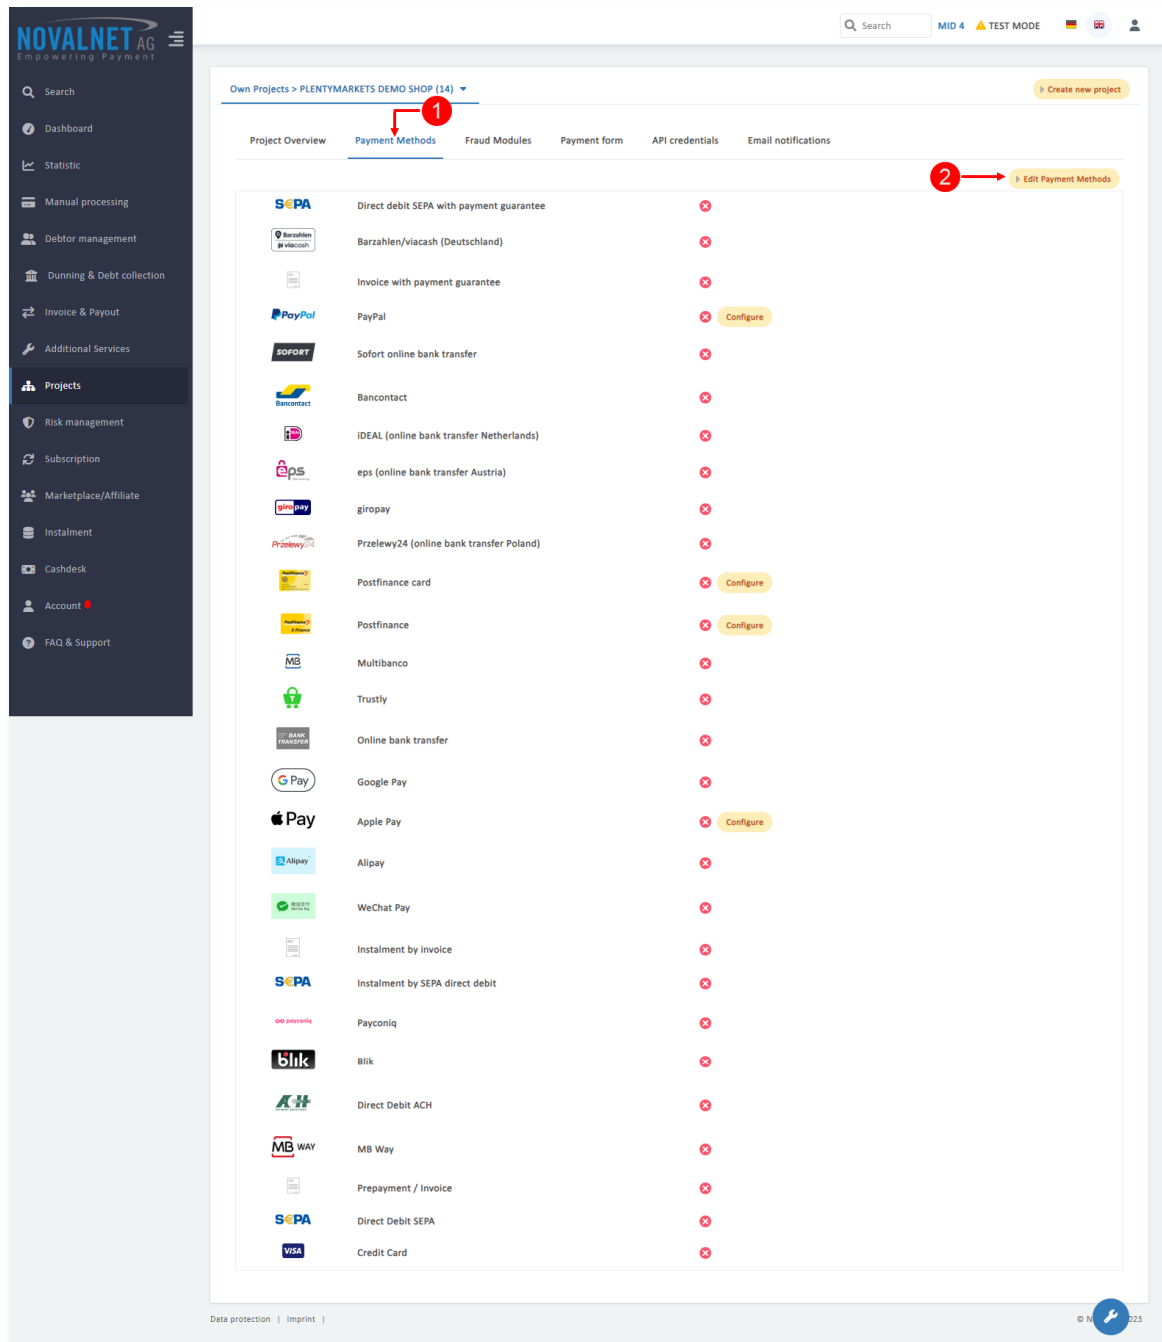 NOVALNET AG
Empowering Payment
Search
MID 4
TEST MODE
Search
Dashboard
Statistic
Manual processing
Debtor management
Dunning & Debt collection
Invoice & Payout
Additional Services
Projects
Risk management
Subscription
Marketplace/Affiliate
Instalment
Cashdesk
Account
FAQ & Support
Own Projects > PLENTYMARKETS DEMO SHOP (14)
Create new project
1
Project Overview
Payment Methods
Fraud Modules
Payment form
API credentials
Email notifications
2
Edit Payment Methods
SEPA Direct debit SEPA with payment guarantee
Barzahlen
viacash
Barzahlen/viacash (Deutschland)
Invoice with payment guarantee
PayPal PayPal Configure
SOFORT Sofort online bank transfer
Bancontact Bancontact
iDEAL (online bank transfer Netherlands)
eps eps (online bank transfer Austria)
giropay giropay
Przelewy24 Przelewy24 (online bank transfer Poland)
PostFinance Postfinance card Configure
PostFinance
E-Finance
Postfinance Configure
MB Multibanco
Trustly
BANK
TRANSFER
Online bank transfer
G Pay Google Pay
Pay Apple Pay Configure
Alipay Alipay
WeChat Pay
Instalment by invoice
SEPA Instalment by SEPA direct debit
payconiq Payconiq
blik Blik
ACH Direct Debit ACH
MB WAY MB Way
Prepayment / Invoice
SEPA Direct Debit SEPA
VISA Credit Card
Data protection | Imprint |
© N
23